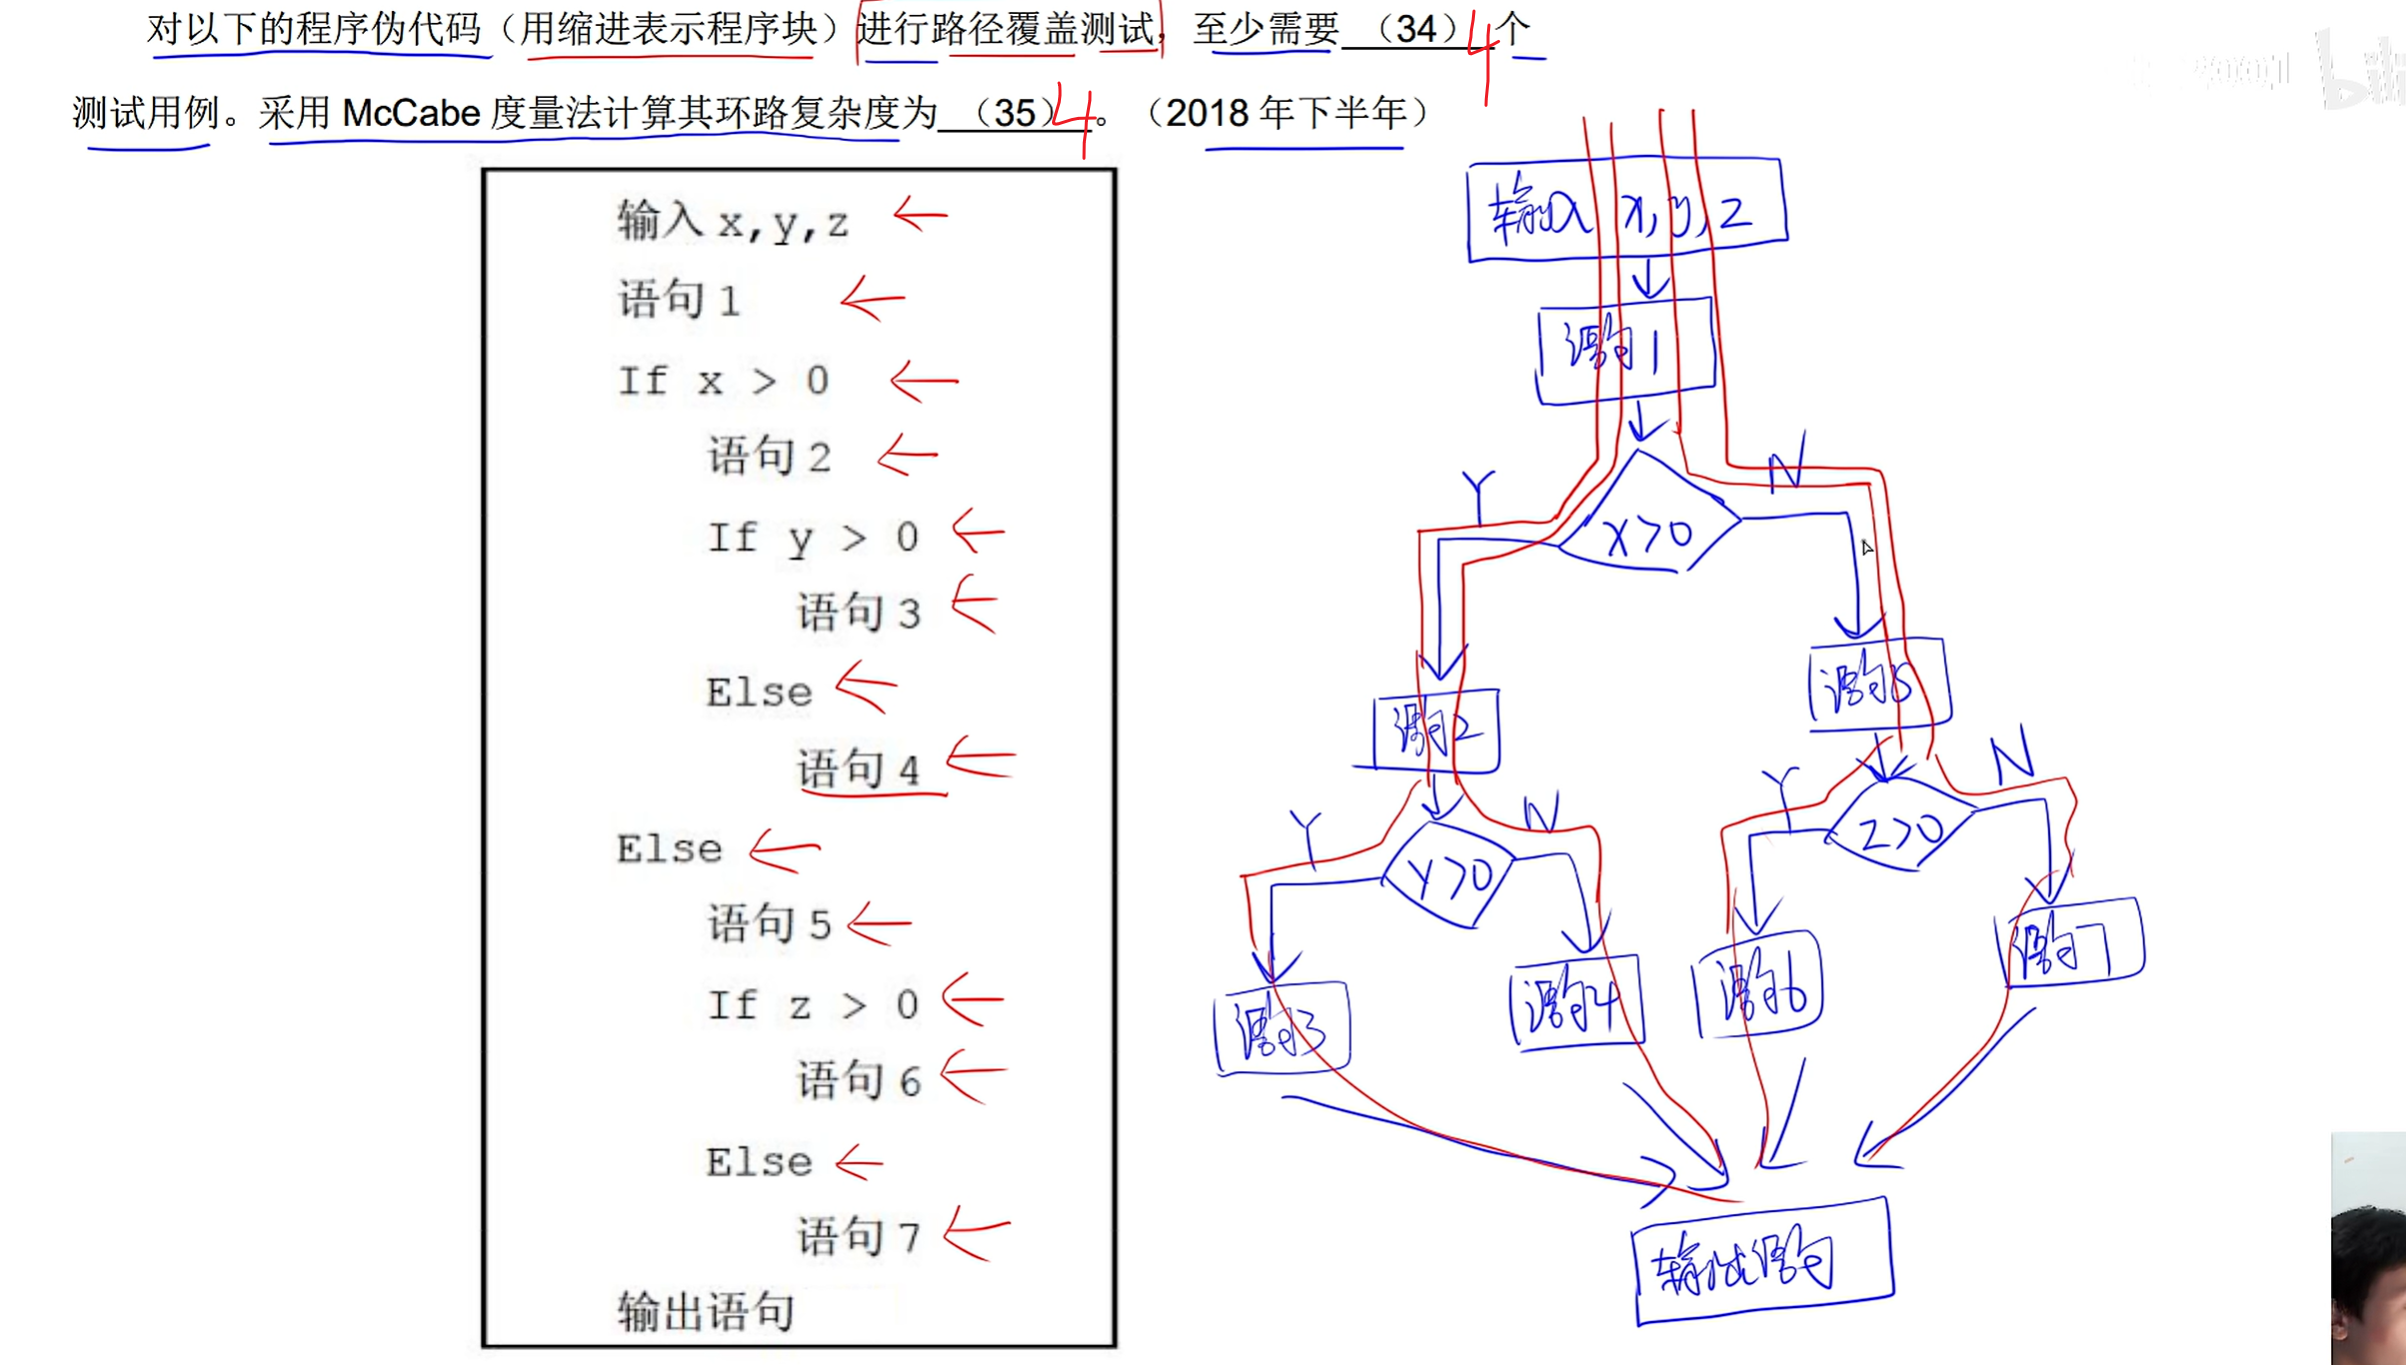 对以下的程序伪代码（用缩进表示程序块）进行路径覆盖测试，至少需要 （34）4 个
测试用例。采用 McCabe 度量法计算其环路复杂度为 （35）4 。（2018 年下半年）
输入 x,y,z
语句 1
If x > 0
语句 2
If y > 0
语句 3
Else
语句 4
Else
语句 5
If z > 0
语句 6
Else
语句 7
输出语句
输入 x,y,z
语句1
x>0
Y
N
语句2
语句5
y>0
Y
N
z>0
Y
N
语句3
语句4
语句6
语句7
输出语句